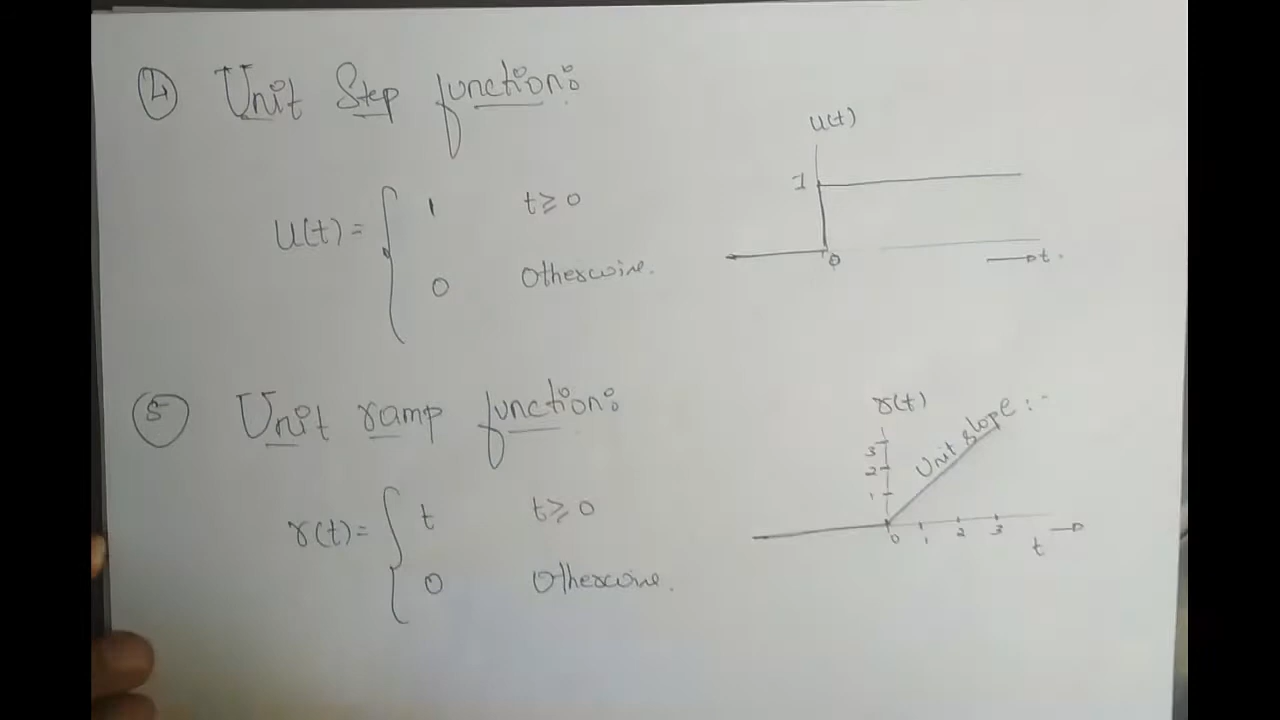 4 Unit Step function:
u(t)
1
u(t) = { 1 t ≥ 0
0 Otherwise.
0
t.
5 Unit ramp function:
r(t)
Unit slope :-
3
2
1
r(t) = { t t ≥ 0
0 Otherwise.
0 1 2 3
t